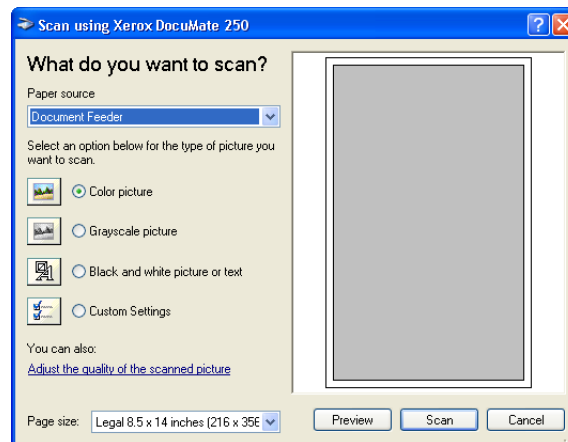 Scan using Xerox DocuMate 250
What do you want to scan?
Paper source
Document Feeder
Select an option below for the type of picture you
want to scan.
Color picture
Grayscale picture
Black and white picture or text
Custom Settings
You can also:
Adjust the quality of the scanned picture
Page size: Legal 8.5 x 14 inches (216 x 356
Preview Scan Cancel